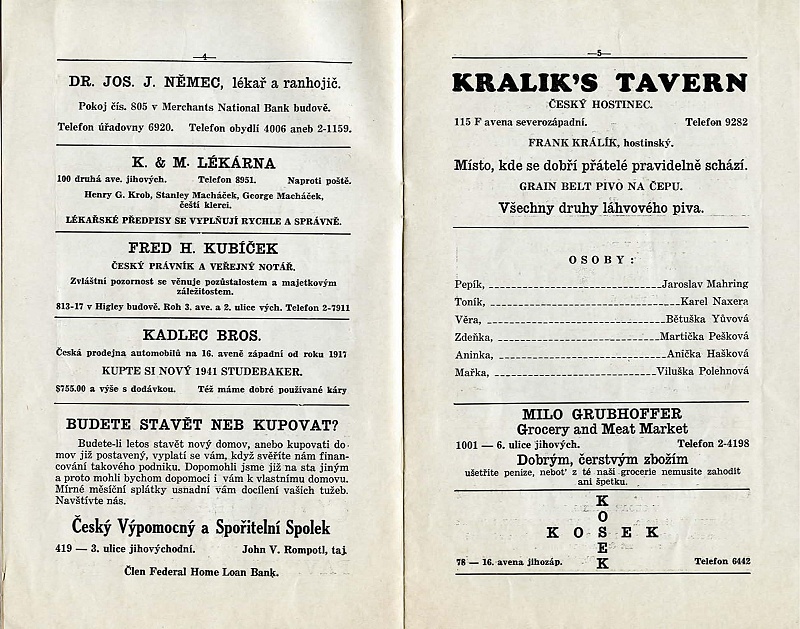 —4—
DR. JOS. J. NĚMEC, lékař a ranhojič.
Pokoj čís. 805 v Merchants National Bank budově.
Telefon úřadovny 6920. Telefon obydlí 4006 aneb 2-1159.
K. & M. LÉKÁRNA
100 druhá ave. jihových. Telefon 8951. Naproti poště.
Henry G. Krob, Stanley Macháček, George Macháček,
čeští klerci.
LÉKAŘSKÉ PŘEDPISY SE VYPLŇUJÍ RYCHLE A SPRÁVNĚ.
FRED H. KUBÍČEK
ČESKÝ PRÁVNÍK A VEŘEJNÝ NOTÁŘ.
Zvláštní pozornost se věnuje pozůstalostem a majetkovým
záležitostem.
813-17 v Higley budově. Roh 3. ave. a 2. ulice vých. Telefon 2-7911
KADLEC BROS.
Česká prodejna automobilů na 16. aveně západní od roku 1917
KUPTE SI NOVÝ 1941 STUDEBAKER.
$755.00 a výše s dodávkou. Též máme dobré používané káry
BUDETE STAVĚT NEB KUPOVAT?
Budete-li letos stavět nový domov, anebo kupovati do-
mov již postavený, vyplatí se vám, když svěříte nám finan-
cování takového podniku. Dopomohli jsme již na sta jiným
a proto mohli bychom dopomoci i vám k vlastnímu domovu.
Mírné měsíční splátky usnadní vám docílení vašich tužeb.
Navštivte nás.
Český Výpomocný a Spořitelní Spolek
419 — 3. ulice jihovýchodní. John V. Rompotl, taj.
Člen Federal Home Loan Bank.
—5—
KRALIK'S TAVERN
ČESKÝ HOSTINEC.
115 F avena severozápadní. Telefon 9282
FRANK KRÁLÍK, hostinský.
Místo, kde se dobří přátelé pravidelně schází.
GRAIN BELT PIVO NA ČEPU.
Všechny druhy láhvového piva.
OSOBY:
Pepík, Jaroslav Mahring
Toník, Karel Naxera
Věra, Bětuška Yůvová
Zdeňka, Martička Pešková
Aninka, Anička Hašková
Mařka, Viluška Polehnová
MILO GRUBHOFFER
Grocery and Meat Market
1001 — 6. ulice jihových. Telefon 2-4198
Dobrým, čerstvým zbožím
ušetříte peníze, neboť z té naší grocerie nemusíte zahodit
ani špetku.
K
O
KOSEK
E
K
78 — 16. avena jihozáp. Telefon 6442